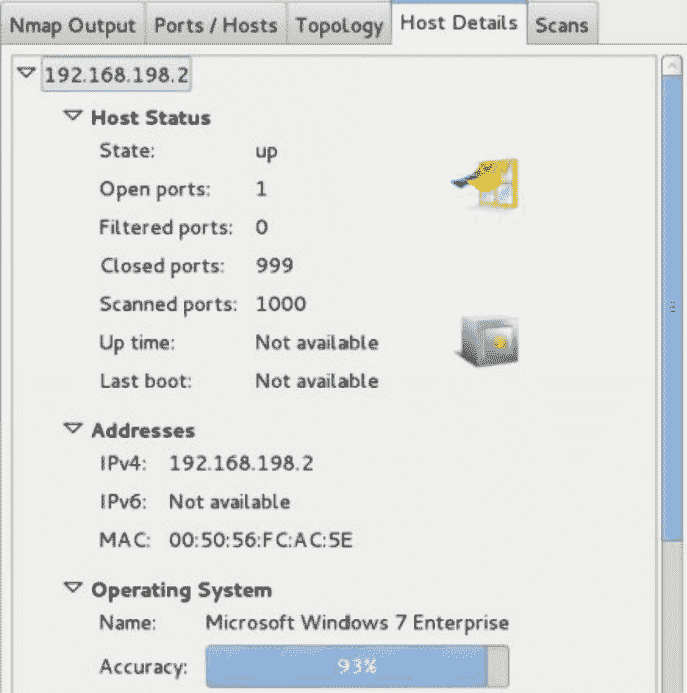 Nmap Output Ports / Hosts Topology Host Details Scans
192.168.198.2
Host Status
State: up
Open ports: 1
Filtered ports: 0
Closed ports: 999
Scanned ports: 1000
Up time: Not available
Last boot: Not available
Addresses
IPv4: 192.168.198.2
IPv6: Not available
MAC: 00:50:56:FC:AC:5E
Operating System
Name: Microsoft Windows 7 Enterprise
Accuracy: 93%